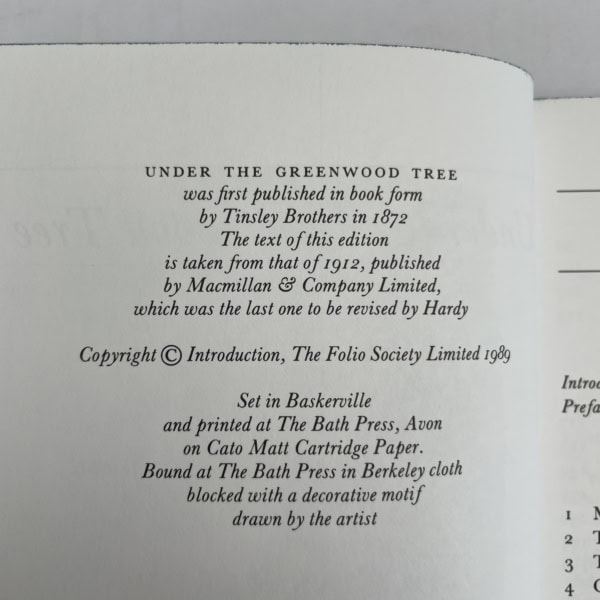 UNDER THE GREENWOOD TREE
was first published in book form
by Tinsley Brothers in 1872
The text of this edition
is taken from that of 1912, published
by Macmillan & Company Limited,
which was the last one to be revised by Hardy
Copyright © Introduction, The Folio Society Limited 1989
Set in Baskerville
and printed at The Bath Press, Avon
on Cato Matt Cartridge Paper.
Bound at The Bath Press in Berkeley cloth
blocked with a decorative motif
drawn by the artist
1
2
3
4